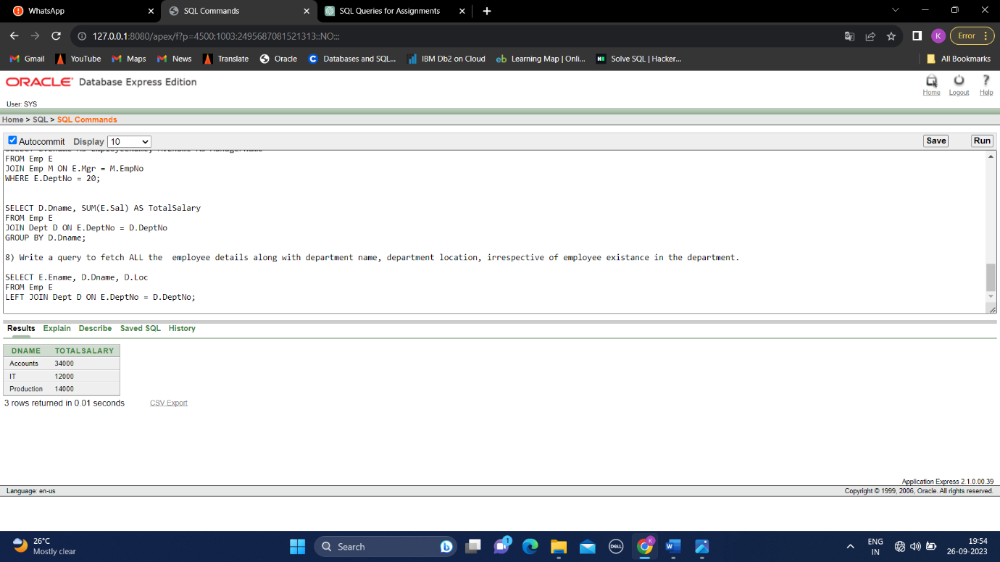 WhatsApp
SQL Commands
SQL Queries for Assignments
127.0.0.1:8080/apex/f?p=4500:1003:2495687081521313::NO:::
Error
Gmail
YouTube
Maps
News
Translate
Oracle
Databases and SQL...
IBM Db2 on Cloud
Learning Map | Onli...
Solve SQL | Hacker...
All Bookmarks
ORACLE Database Express Edition
Home
Logout
Help
User: SYS
Home > SQL > SQL Commands
Autocommit Display 10
Save
Run
FROM Emp E
JOIN Emp M ON E.Mgr = M.EmpNo
WHERE E.DeptNo = 20;
SELECT D.Dname, SUM(E.Sal) AS TotalSalary
FROM Emp E
JOIN Dept D ON E.DeptNo = D.DeptNo
GROUP BY D.Dname;
8) Write a query to fetch ALL the  employee details along with department name, department location, irrespective of employee existance in the department.
SELECT E.Ename, D.Dname, D.Loc
FROM Emp E
LEFT JOIN Dept D ON E.DeptNo = D.DeptNo;
Results Explain Describe Saved SQL History
DNAME TOTALSALARY
Accounts 34000
IT 12000
Production 14000
3 rows returned in 0.01 seconds CSV Export
Application Express 2.1.0.00.39
Language: en-us
Copyright © 1999, 2006, Oracle. All rights reserved.
26°C
Mostly clear
Search
1
DELL
K
W
ENG
IN
19:54
26-09-2023